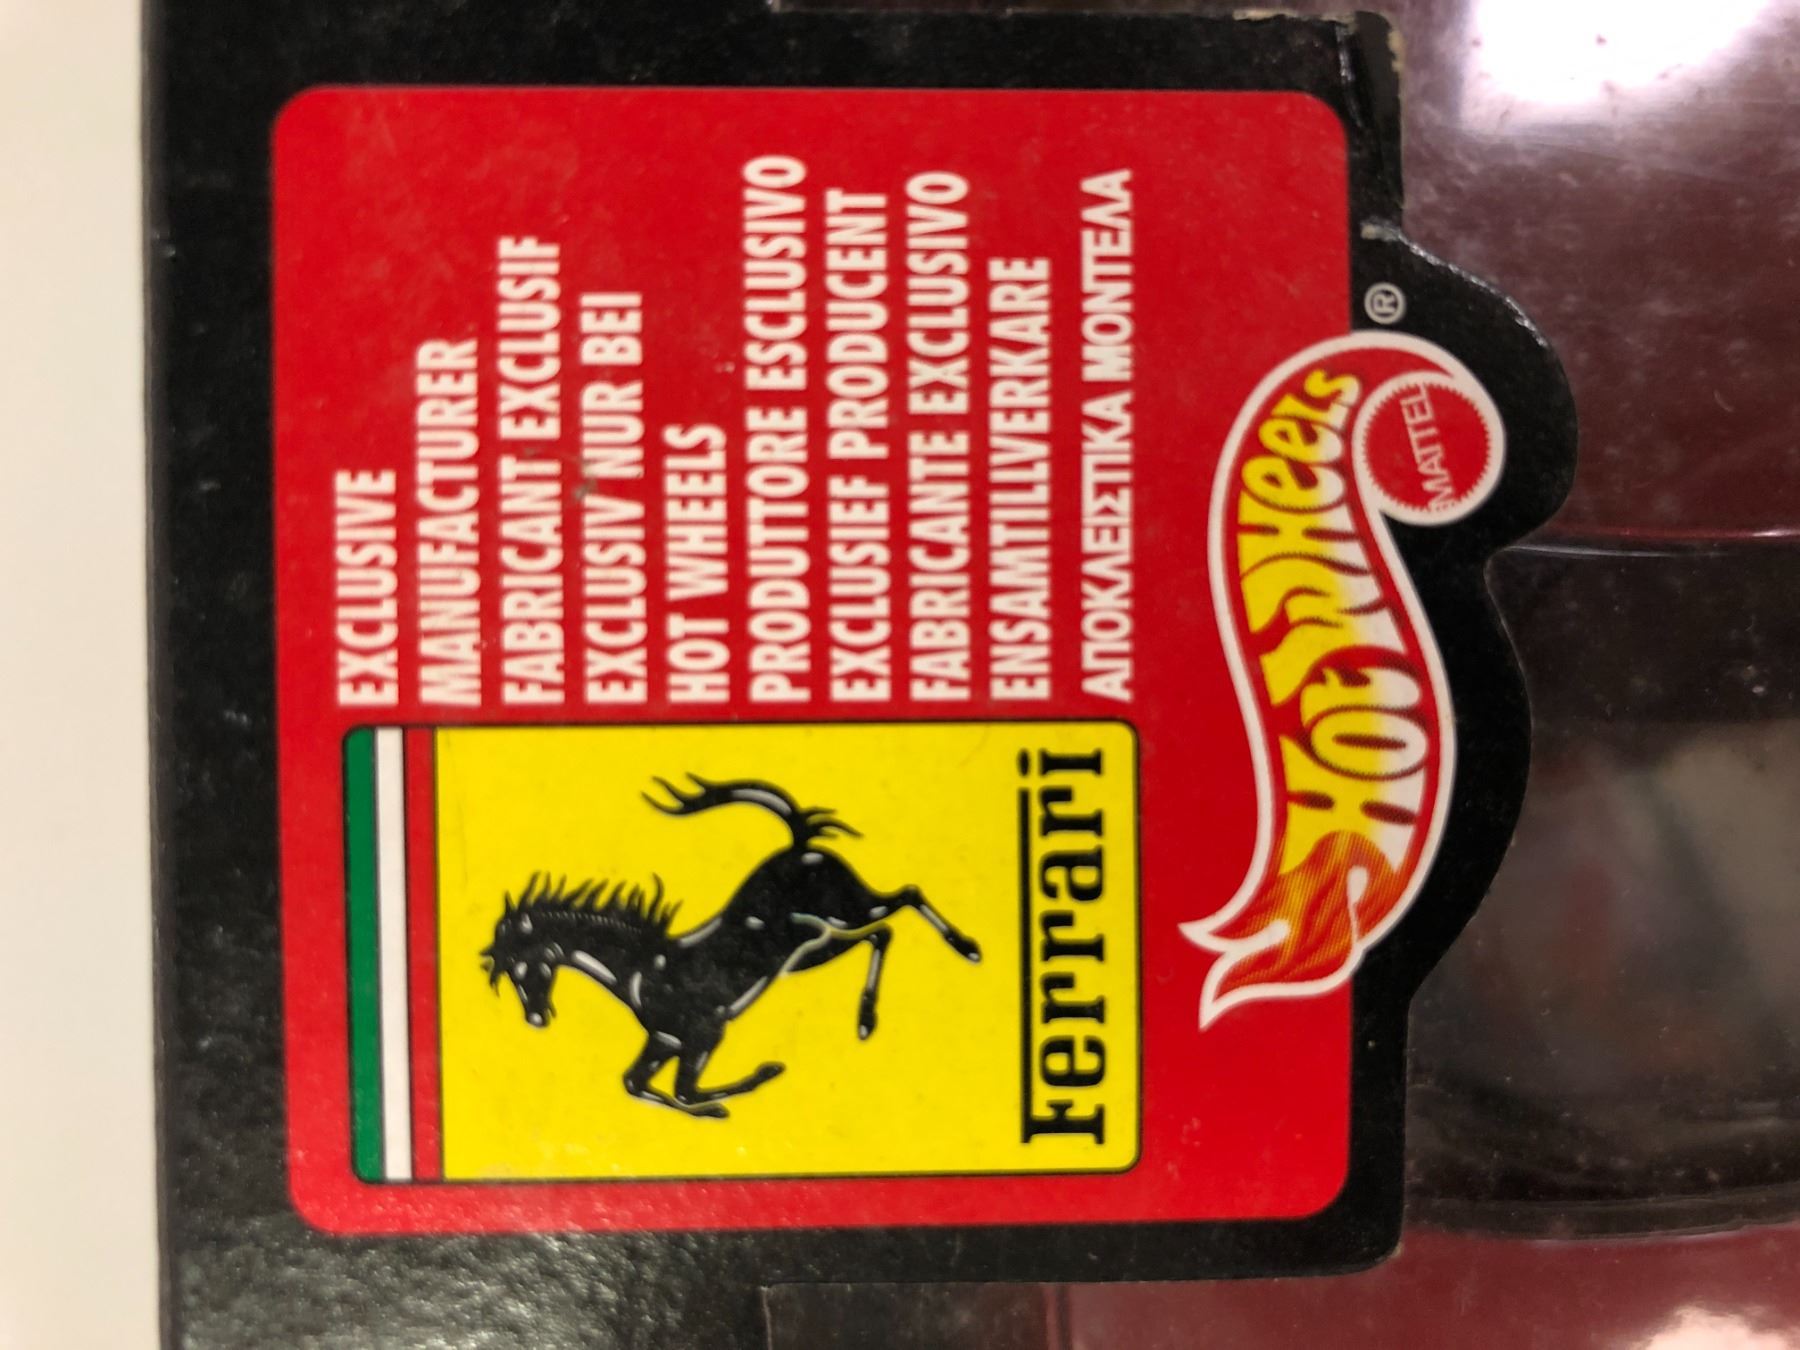 EXCLUSIVE
MANUFACTURER
FABRICANT EXCLUSIF
EXCLUSIV NUR BEI
HOT WHEELS
PRODUTTORE ESCLUSIVO
EXCLUSIEF PRODUCENT
FABRICANTE EXCLUSIVO
ENSAMTILLVERKARE
ΑΠΟΚΛΕΙΣΤΙΚΑ ΜΟΝΤΕΛΑ
Ferrari
Hot Wheels ®
MATTEL